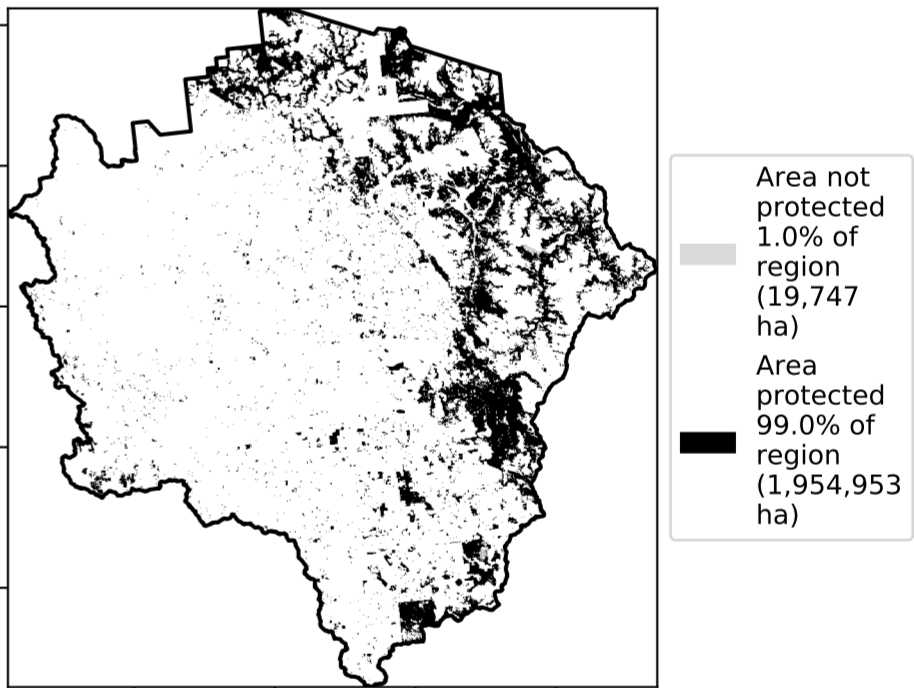 Area not
protected
1.0% of
region
(19,747
ha)
Area
protected
99.0% of
region
(1,954,953
ha)